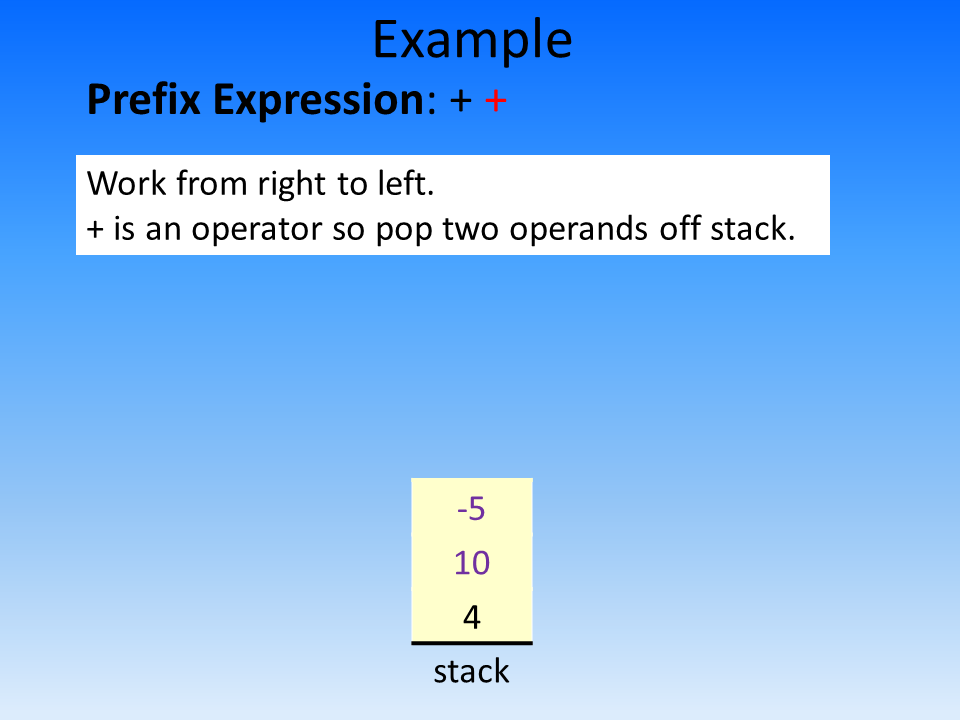 Example
Prefix Expression: + +
Work from right to left.
+ is an operator so pop two operands off stack.
-5
10
4
stack